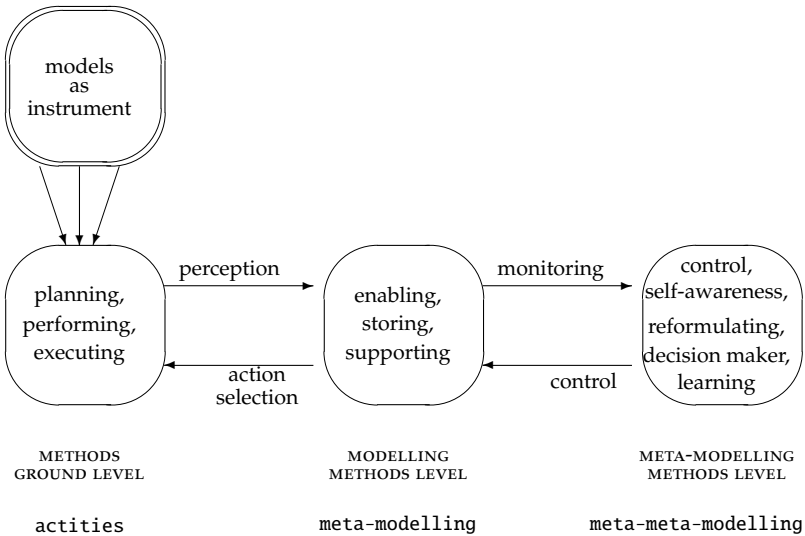 models
as
instrument
perception
monitoring
planning,
performing,
executing
enabling,
storing,
supporting
control,
self-awareness,
reformulating,
decision maker,
learning
action
selection
control
METHODS
GROUND LEVEL
MODELLING
METHODS LEVEL
META-MODELLING
METHODS LEVEL
actities
meta-modelling
meta-meta-modelling